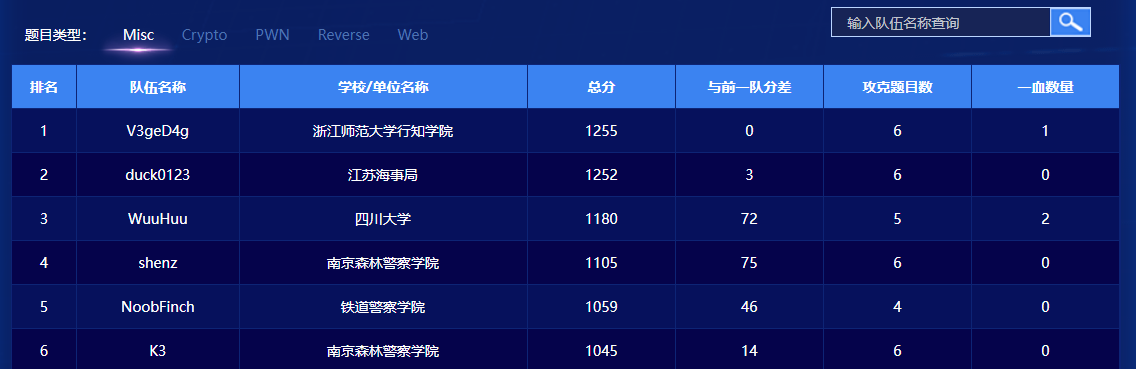 输入队伍名称查询
题目类型: Misc Crypto PWN Reverse Web
排名 队伍名称 学校/单位名称 总分 与前一队分差 攻克题目数 一血数量
1 V3geD4g 浙江师范大学行知学院 1255 0 6 1
2 duck0123 江苏海事局 1252 3 6 0
3 WuuHuu 四川大学 1180 72 5 2
4 shenz 南京森林警察学院 1105 75 6 0
5 NoobFinch 铁道警察学院 1059 46 4 0
6 K3 南京森林警察学院 1045 14 6 0